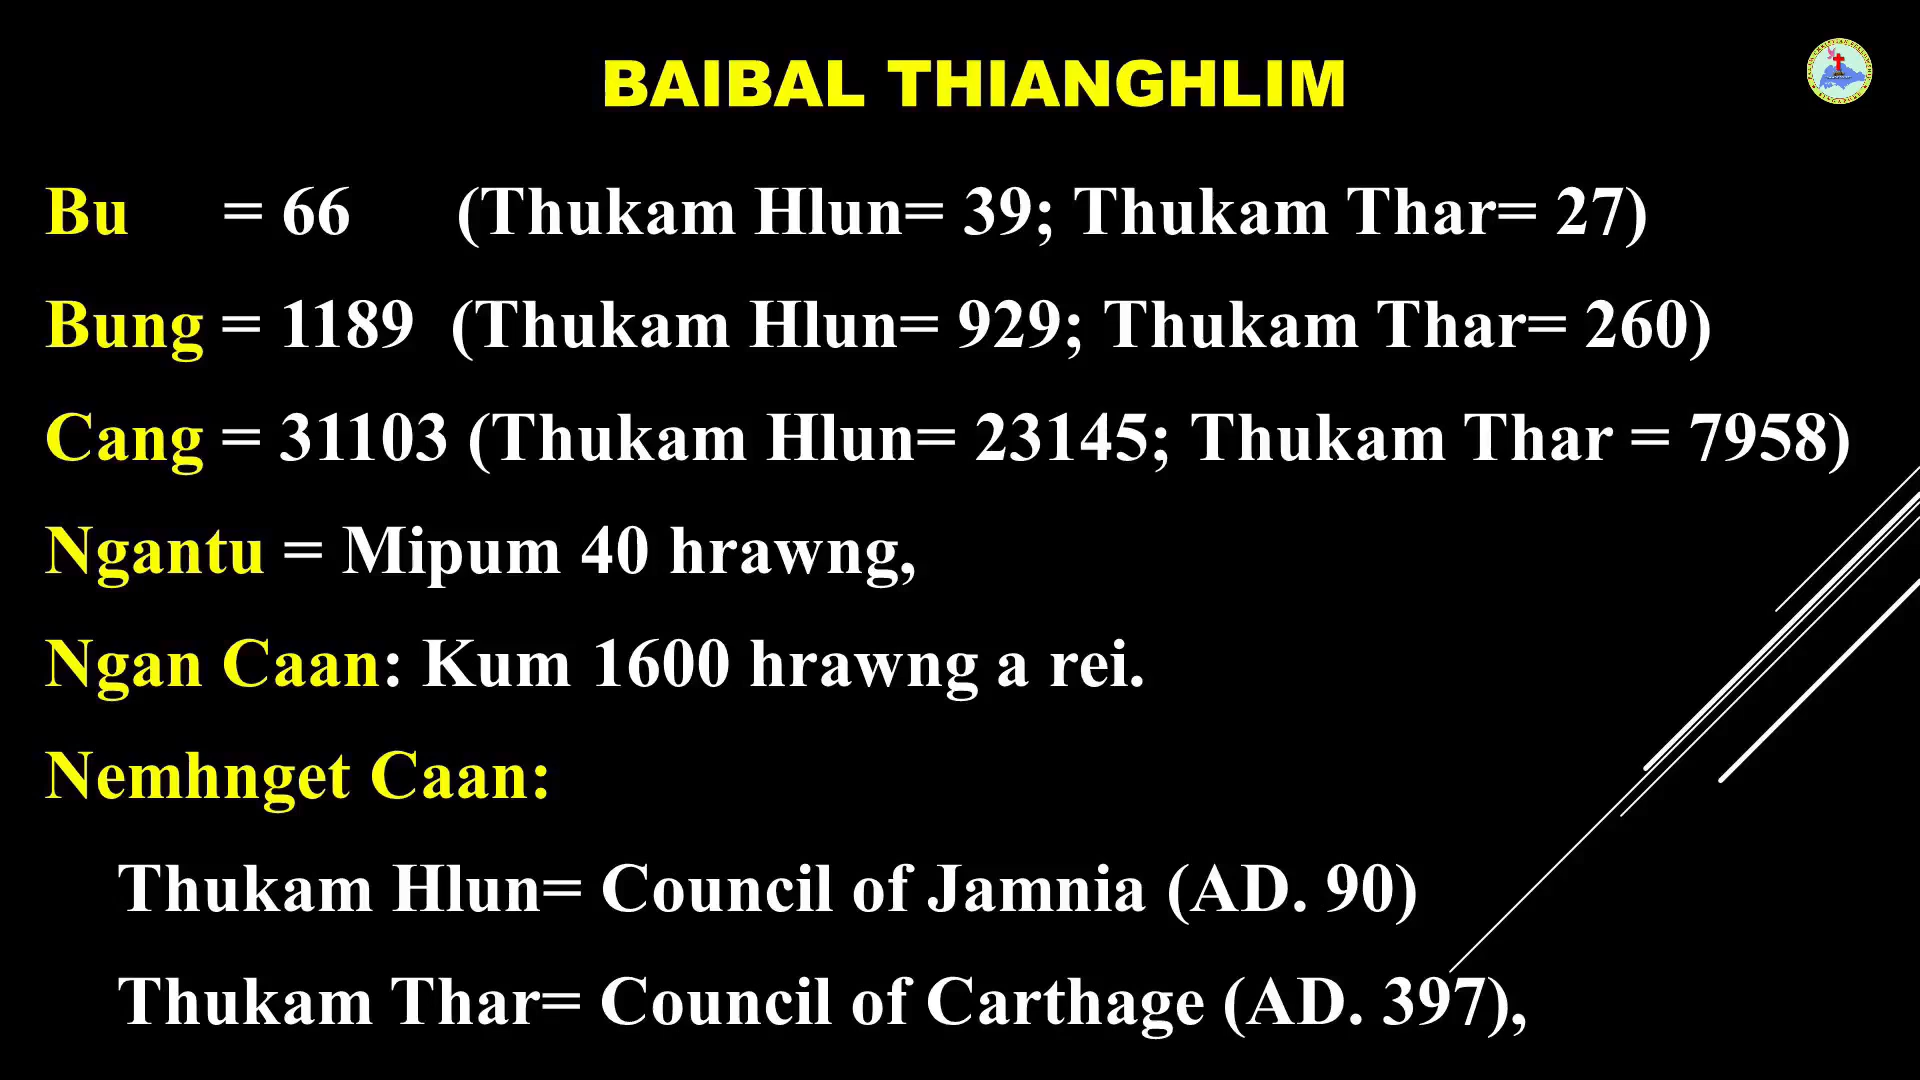 BAIBAL THIANGHLIM
Bu = 66 (Thukam Hlun= 39; Thukam Thar= 27)
Bung = 1189 (Thukam Hlun= 929; Thukam Thar= 260)
Cang = 31103 (Thukam Hlun= 23145; Thukam Thar = 7958)
Ngantu = Mipum 40 hrawng,
Ngan Caan: Kum 1600 hrawng a rei.
Nemhnget Caan:
Thukam Hlun= Council of Jamnia (AD. 90)
Thukam Thar= Council of Carthage (AD. 397),